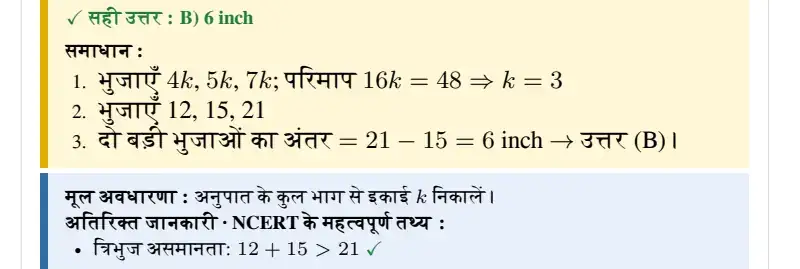 ✓ सही उत्तर : B) 6 inch
समाधान :
1. भुजाएँ 4k, 5k, 7k; परिमाप 16k = 48 ⇒ k = 3
2. भुजाएँ 12, 15, 21
3. दो बड़ी भुजाओं का अंतर = 21 − 15 = 6 inch → उत्तर (B)।
मूल अवधारणा : अनुपात के कुल भाग से इकाई k निकालें।
अतिरिक्त जानकारी · NCERT के महत्वपूर्ण तथ्य :
• त्रिभुज असमानता: 12 + 15 > 21 ✓